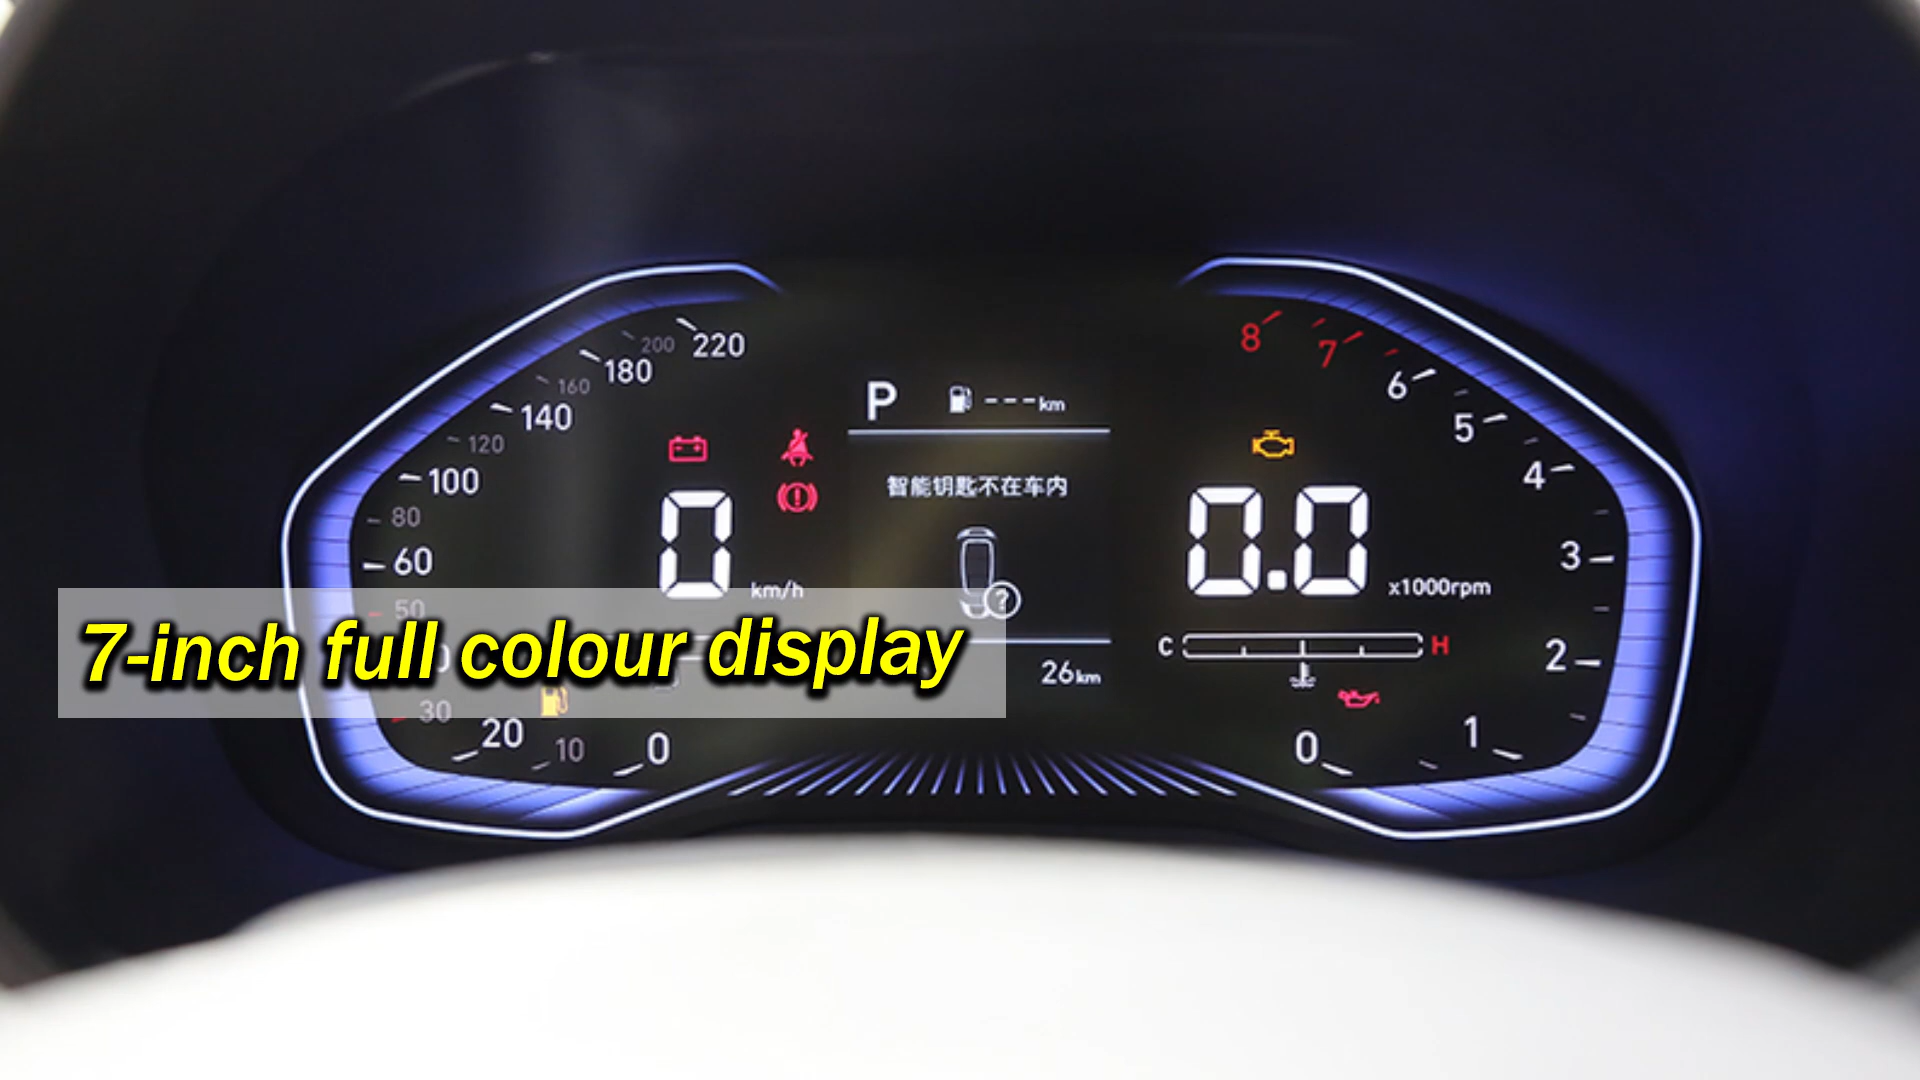 220
200
180
160
140
120
100
80
60
50
30
20
10
0
0
km/h
P
---km
智能钥匙不在车内
?
26km
8
7
6
5
4
3
2
1
0
0.0
x1000rpm
C
H
7-inch full colour display